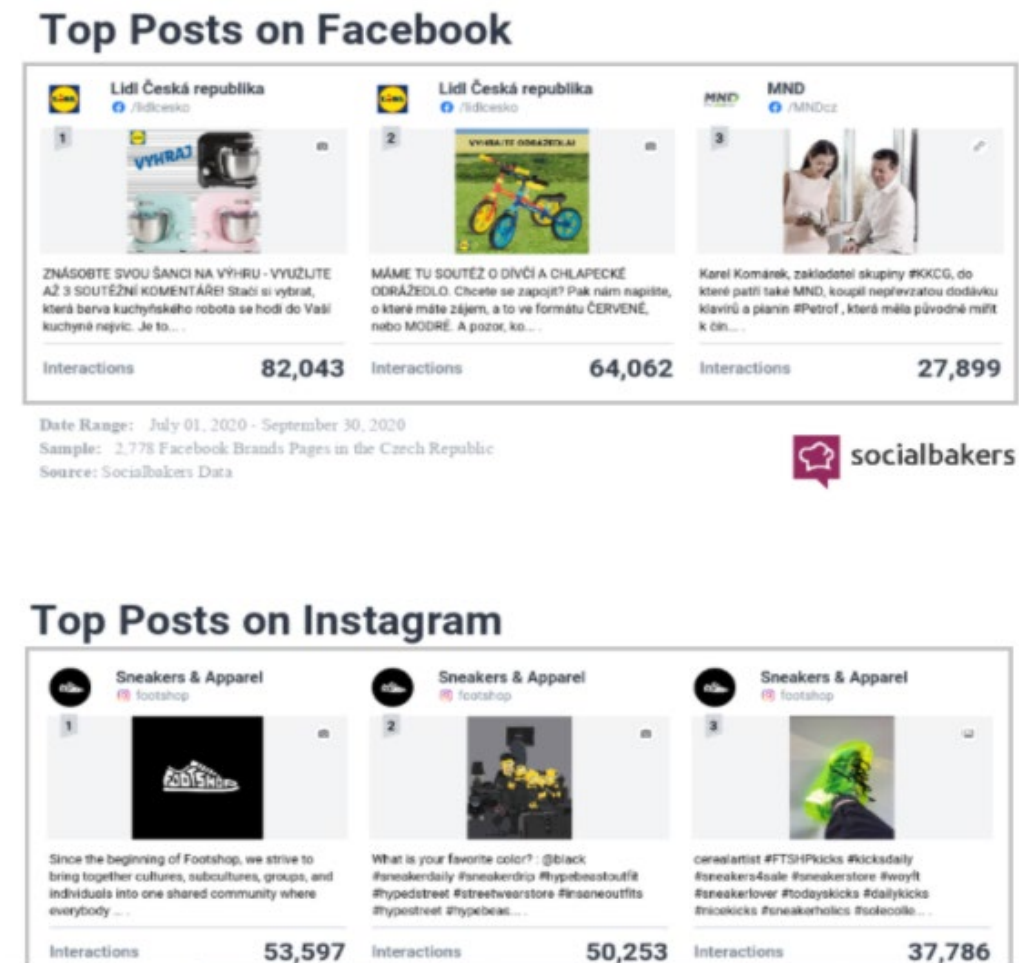 Top Posts on Facebook
Lidl Česká republika
/lidlcesko
1
VYHRAJ
ZNÁSOBTE SVOU ŠANCI NA VÝHRU - VYUŽIJTE
AŽ 3 SOUTĚŽNÍ KOMENTÁŘE! Stačí si vybrat,
která barva kuchyňského robota se hodí do Vaší
kuchyně nejvíc. Je to... .
Interactions 82,043
Lidl Česká republika
/lidlcesko
2
VYHRAJTE ODRÁŽEDLA!
MÁME TU SOUTĚŽ O DÍVČÍ A CHLAPECKÉ
ODRÁŽEDLO. Chcete se zapojit? Pak nám napište,
o které máte zájem, a to ve formátu ČERVENÉ,
nebo MODRÉ. A pozor, ko... .
Interactions 64,062
MND
MND
/MNDcz
3
Karel Komárek, zakladatel skupiny #KKCG, do
které patří také MND, koupil nepřevzatou dodávku
klavírů a pianin #Petrof , která měla původně mířit
k čín... .
Interactions 27,899
Date Range: July 01, 2020 - September 30, 2020
Sample: 2,778 Facebook Brands Pages in the Czech Republic
Source: Socialbakers Data
socialbakers
Top Posts on Instagram
Sneakers & Apparel
footshop
1
FOOTSHOP
Since the beginning of Footshop, we strive to
bring together cultures, subcultures, groups, and
individuals into one shared community where
everybody ... .
Interactions 53,597
Sneakers & Apparel
footshop
2
What is your favorite color? : @black
#sneakerdaily #sneakerdrip #hypebeastoutfit
#hypedstreet #streetwearstore #insaneoutfits
#hypestreet #hypebeas... .
Interactions 50,253
Sneakers & Apparel
footshop
3
cerealartist #FTSHPkicks #kicksdaily
#sneakers4sale #sneakerstore #woyft
#sneakerlover #todayskicks #dailykicks
#nicekicks #sneakerholics #solecolle... .
Interactions 37,786